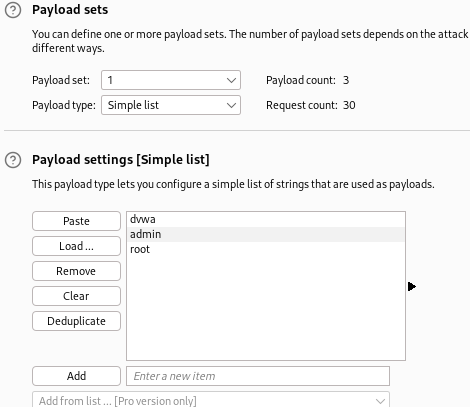 Payload sets
You can define one or more payload sets. The number of payload sets depends on the attack
different ways.
Payload set: 1 Payload count: 3
Payload type: Simple list Request count: 30
Payload settings [Simple list]
This payload type lets you configure a simple list of strings that are used as payloads.
Paste
Load ...
Remove
Clear
Deduplicate
dvwa
admin
root
Add Enter a new item
Add from list ... [Pro version only]